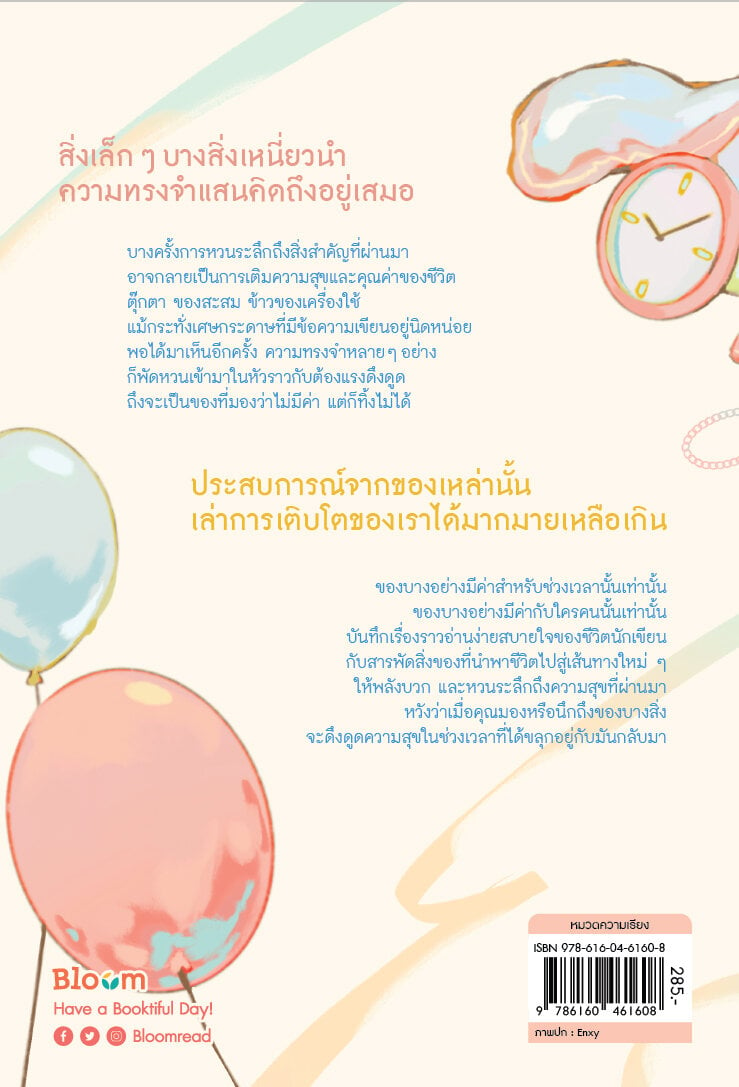 สิ่งเล็ก ๆ บางสิ่งเหนี่ยวนำ
ความทรงจำแสนคิดถึงอยู่เสมอ
บางครั้งการหวนระลึกถึงสิ่งสำคัญที่ผ่านมา
อาจกลายเป็นการเติมความสุขและคุณค่าของชีวิต
ตุ๊กตา ของสะสม ข้าวของเครื่องใช้
แม้กระทั่งเศษกระดาษที่มีข้อความเขียนอยู่นิดหน่อย
พอได้มาเห็นอีกครั้ง ความทรงจำหลายๆ อย่าง
ก็พัดหวนเข้ามาในหัวราวกับต้องแรงดึงดูด
ถึงจะเป็นของที่มองว่าไม่มีค่า แต่ก็ทิ้งไม่ได้
ประสบการณ์จากของเหล่านั้น
เล่าการเติบโตของเราได้มากมายเหลือเกิน
ของบางอย่างมีค่าสำหรับช่วงเวลานั้นเท่านั้น
ของบางอย่างมีค่ากับใครคนนั้นเท่านั้น
บันทึกเรื่องราวอ่านง่ายสบายใจของชีวิตนักเขียน
กับสารพัดสิ่งของที่นำพาชีวิตไปสู่เส้นทางใหม่ ๆ
ให้พลังบวก และหวนระลึกถึงความสุขที่ผ่านมา
หวังว่าเมื่อคุณมองหรือนึกถึงของบางสิ่ง
จะดึงดูดความสุขในช่วงเวลาที่ได้ขลุกอยู่กับมันกลับมา
Bloom
Have a Booktiful Day!
Bloomread
หมวดความเรียง
ISBN 978-616-04-6160-8
285.-
9 786160 461608
ภาพปก : Enxy